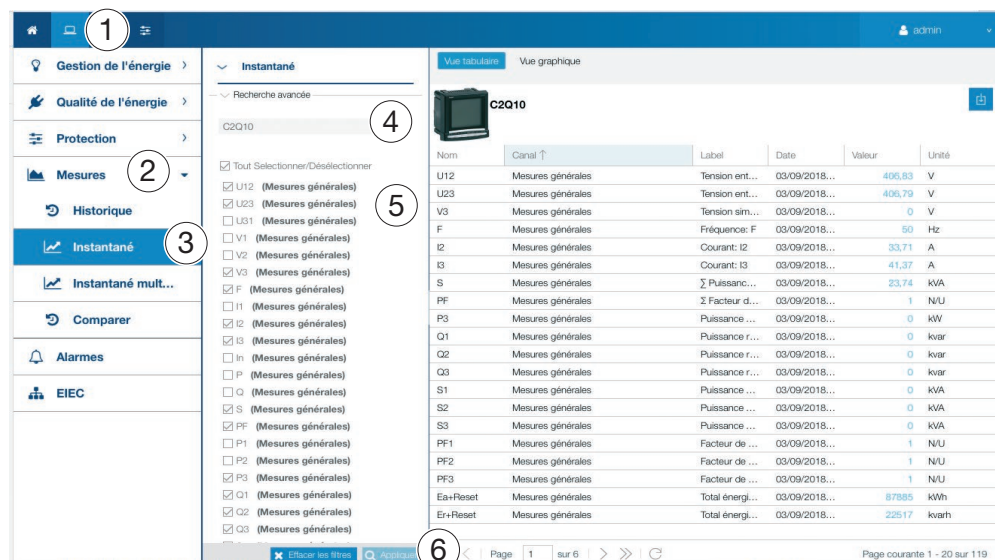 1
admin
Gestion de l'énergie
Qualité de l'énergie
Protection
Mesures
2
Historique
Instantané
3
Instantané mult...
Comparer
Alarmes
EIEC
Instantané
Recherche avancée
C2Q10
4
Tout Selectionner/Désélectionner
5
U12 (Mesures générales)
U23 (Mesures générales)
U31 (Mesures générales)
V1 (Mesures générales)
V2 (Mesures générales)
V3 (Mesures générales)
F (Mesures générales)
I1 (Mesures générales)
I2 (Mesures générales)
I3 (Mesures générales)
In (Mesures générales)
P (Mesures générales)
Q (Mesures générales)
S (Mesures générales)
PF (Mesures générales)
P1 (Mesures générales)
P2 (Mesures générales)
P3 (Mesures générales)
Q1 (Mesures générales)
Q2 (Mesures générales)
Q3 (Mesures générales)
Effacer les filtres Appliquer
6
Vue tabulaire Vue graphique
C2Q10
Nom Canal ↑ Label Date Valeur Unité
U12 Mesures générales Tension ent... 03/09/2018... 406,83 V
U23 Mesures générales Tension ent... 03/09/2018... 406,79 V
V3 Mesures générales Tension sim... 03/09/2018... 0 V
F Mesures générales Fréquence: F 03/09/2018... 50 Hz
I2 Mesures générales Courant: I2 03/09/2018... 33,71 A
I3 Mesures générales Courant: I3 03/09/2018... 41,37 A
S Mesures générales ∑ Puissanc... 03/09/2018... 23,74 kVA
PF Mesures générales Σ Facteur d... 03/09/2018... 1 N/U
P3 Mesures générales Puissance ... 03/09/2018... 0 kW
Q1 Mesures générales Puissance r... 03/09/2018... 0 kvar
Q2 Mesures générales Puissance r... 03/09/2018... 0 kvar
Q3 Mesures générales Puissance r... 03/09/2018... 0 kvar
S1 Mesures générales Puissance ... 03/09/2018... 0 kVA
S2 Mesures générales Puissance ... 03/09/2018... 0 kVA
S3 Mesures générales Puissance ... 03/09/2018... 0 kVA
PF1 Mesures générales Facteur de ... 03/09/2018... 1 N/U
PF2 Mesures générales Facteur de ... 03/09/2018... 1 N/U
PF3 Mesures générales Facteur de ... 03/09/2018... 1 N/U
Ea+Reset Mesures générales Total énergi... 03/09/2018... 87885 kWh
Er+Reset Mesures générales Total énergi... 03/09/2018... 22517 kvarh
Page 1 sur 6 Page courante 1 - 20 sur 119